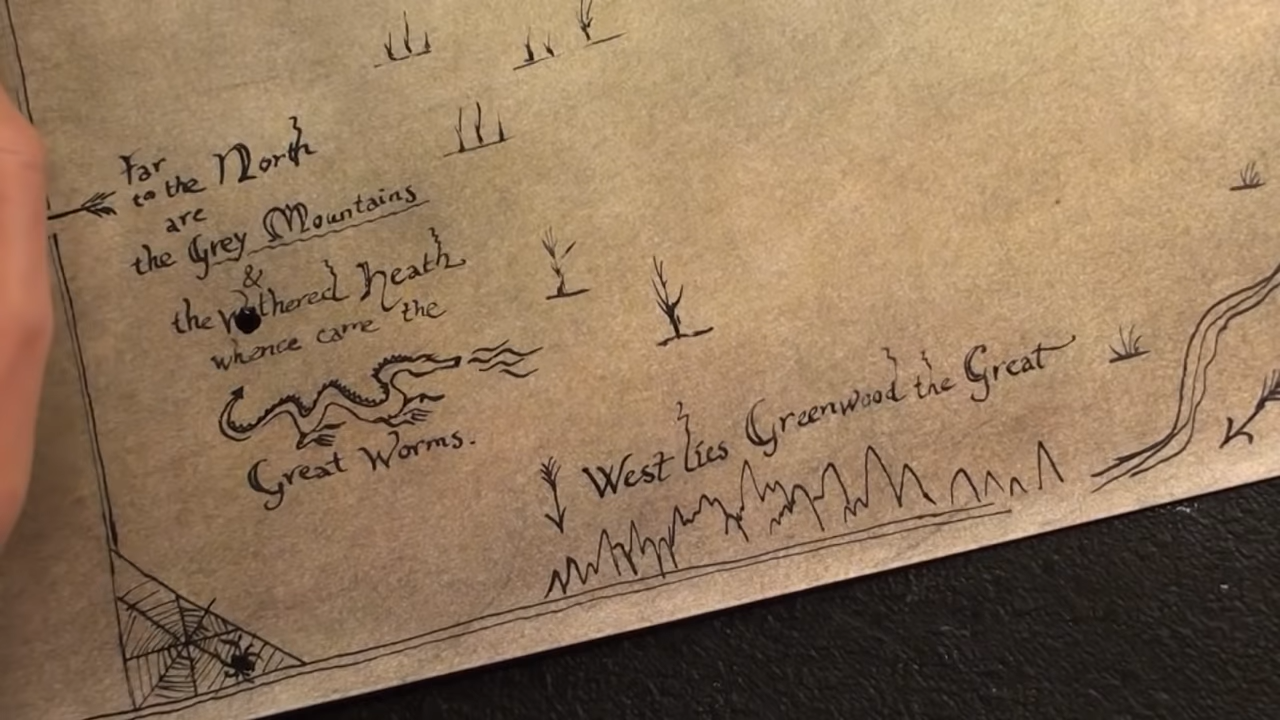 Far
to the North
are
the Grey Mountains
&
the thered Heath
whence came the
Great Worms.
West lies Greenwood the Great